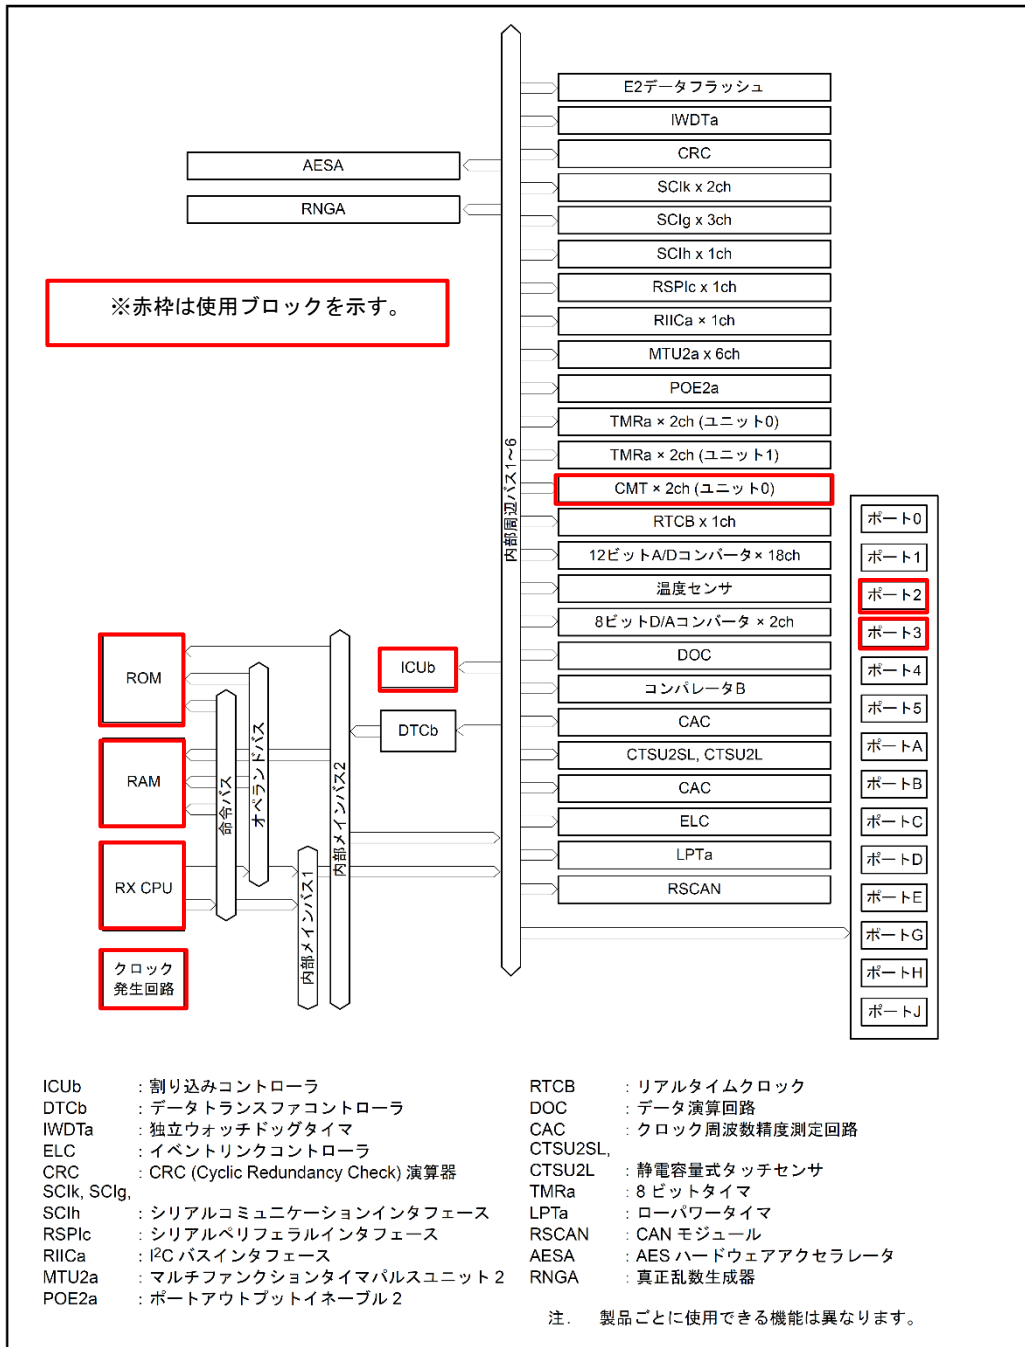 E2データフラッシュ
IWDTa
CRC
SCIk x 2ch
SCIg x 3ch
SCIh x 1ch
RSPIc x 1ch
RIICa × 1ch
MTU2a x 6ch
POE2a
TMRa × 2ch (ユニット0)
TMRa × 2ch (ユニット1)
CMT × 2ch (ユニット0)
RTCB x 1ch
12ビットA/Dコンバータ× 18ch
温度センサ
8ビットD/Aコンバータ × 2ch
DOC
コンパレータB
CAC
CTSU2SL, CTSU2L
CAC
ELC
LPTa
RSCAN
AESA
RNGA
※赤枠は使用ブロックを示す。
内部周辺バス1～6
ポート0
ポート1
ポート2
ポート3
ポート4
ポート5
ポートA
ポートB
ポートC
ポートD
ポートE
ポートG
ポートH
ポートJ
ROM
RAM
RX CPU
クロック
発生回路
命令バス
オペランドバス
内部メインバス1
内部メインバス2
ICUb
DTCb
ICUb : 割り込みコントローラ
DTCb : データトランスファコントローラ
IWDTa : 独立ウォッチドッグタイマ
ELC : イベントリンクコントローラ
CRC : CRC (Cyclic Redundancy Check) 演算器
SCIk, SCIg,
SCIh : シリアルコミュニケーションインタフェース
RSPIc : シリアルペリフェラルインタフェース
RIICa : I²C バスインタフェース
MTU2a : マルチファンクションタイマパルスユニット 2
POE2a : ポートアウトプットイネーブル 2
RTCB : リアルタイムクロック
DOC : データ演算回路
CAC : クロック周波数精度測定回路
CTSU2SL,
CTSU2L : 静電容量式タッチセンサ
TMRa : 8 ビットタイマ
LPTa : ローパワータイマ
RSCAN : CAN モジュール
AESA : AES ハードウェアアクセラレータ
RNGA : 真正乱数生成器
注. 製品ごとに使用できる機能は異なります。